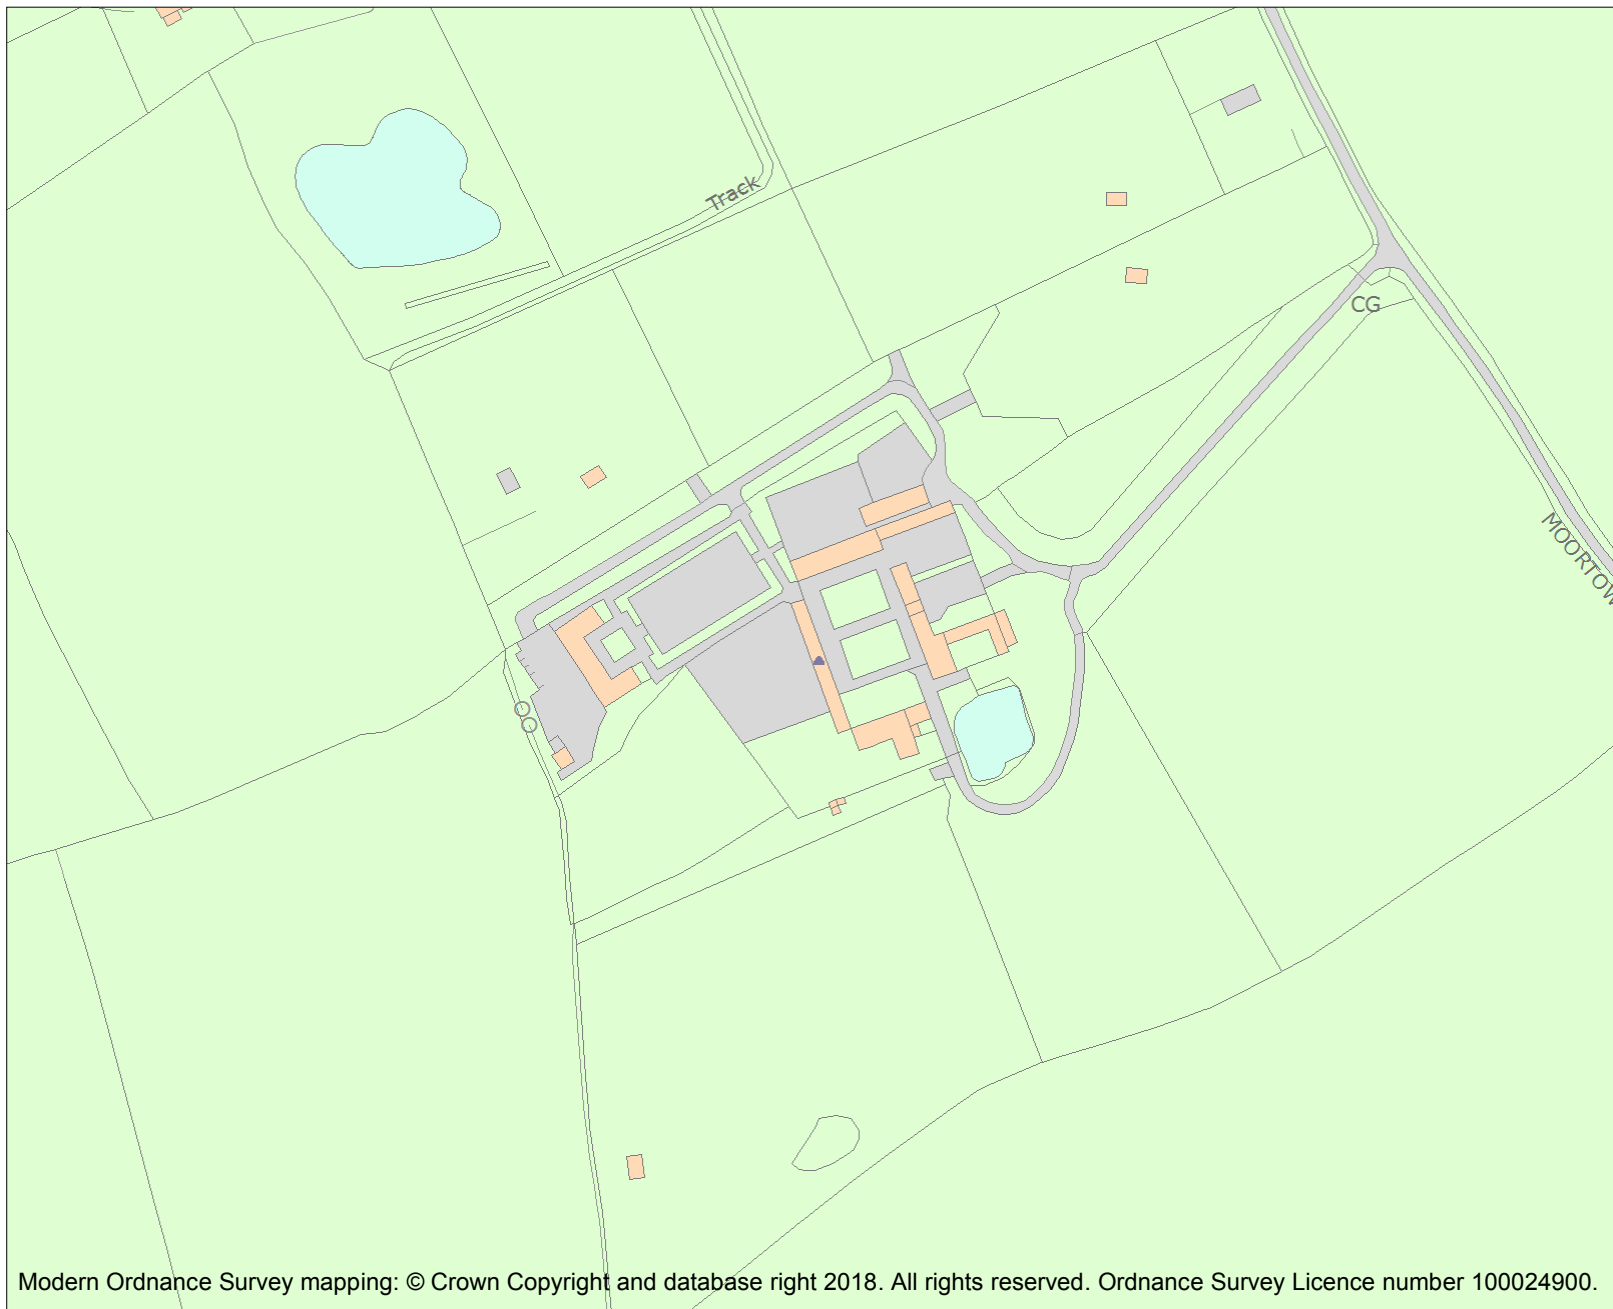 Track
CG
MOORTOW
Modern Ordnance Survey mapping: © Crown Copyright and database right 2018. All rights reserved. Ordnance Survey Licence number 100024900.